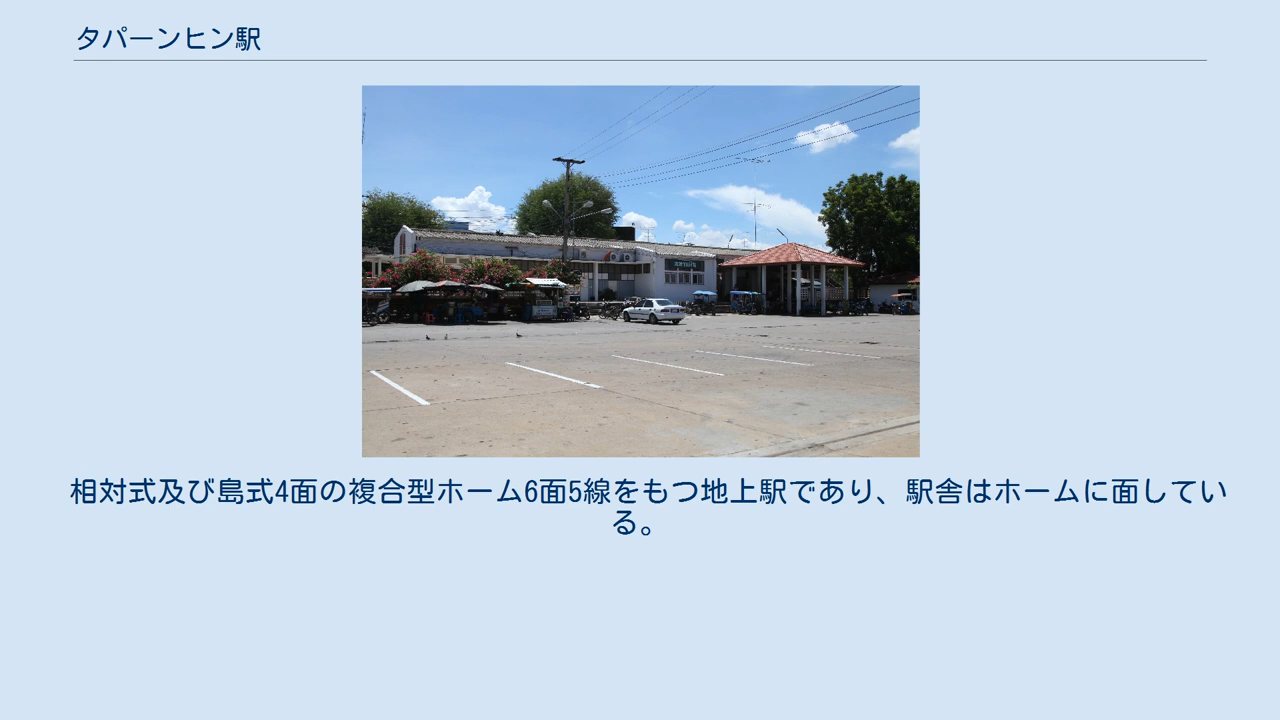 タパーンヒン駅
相対式及び島式4面の複合型ホーム6面5線をもつ地上駅であり、駅舎はホームに面してい
る。